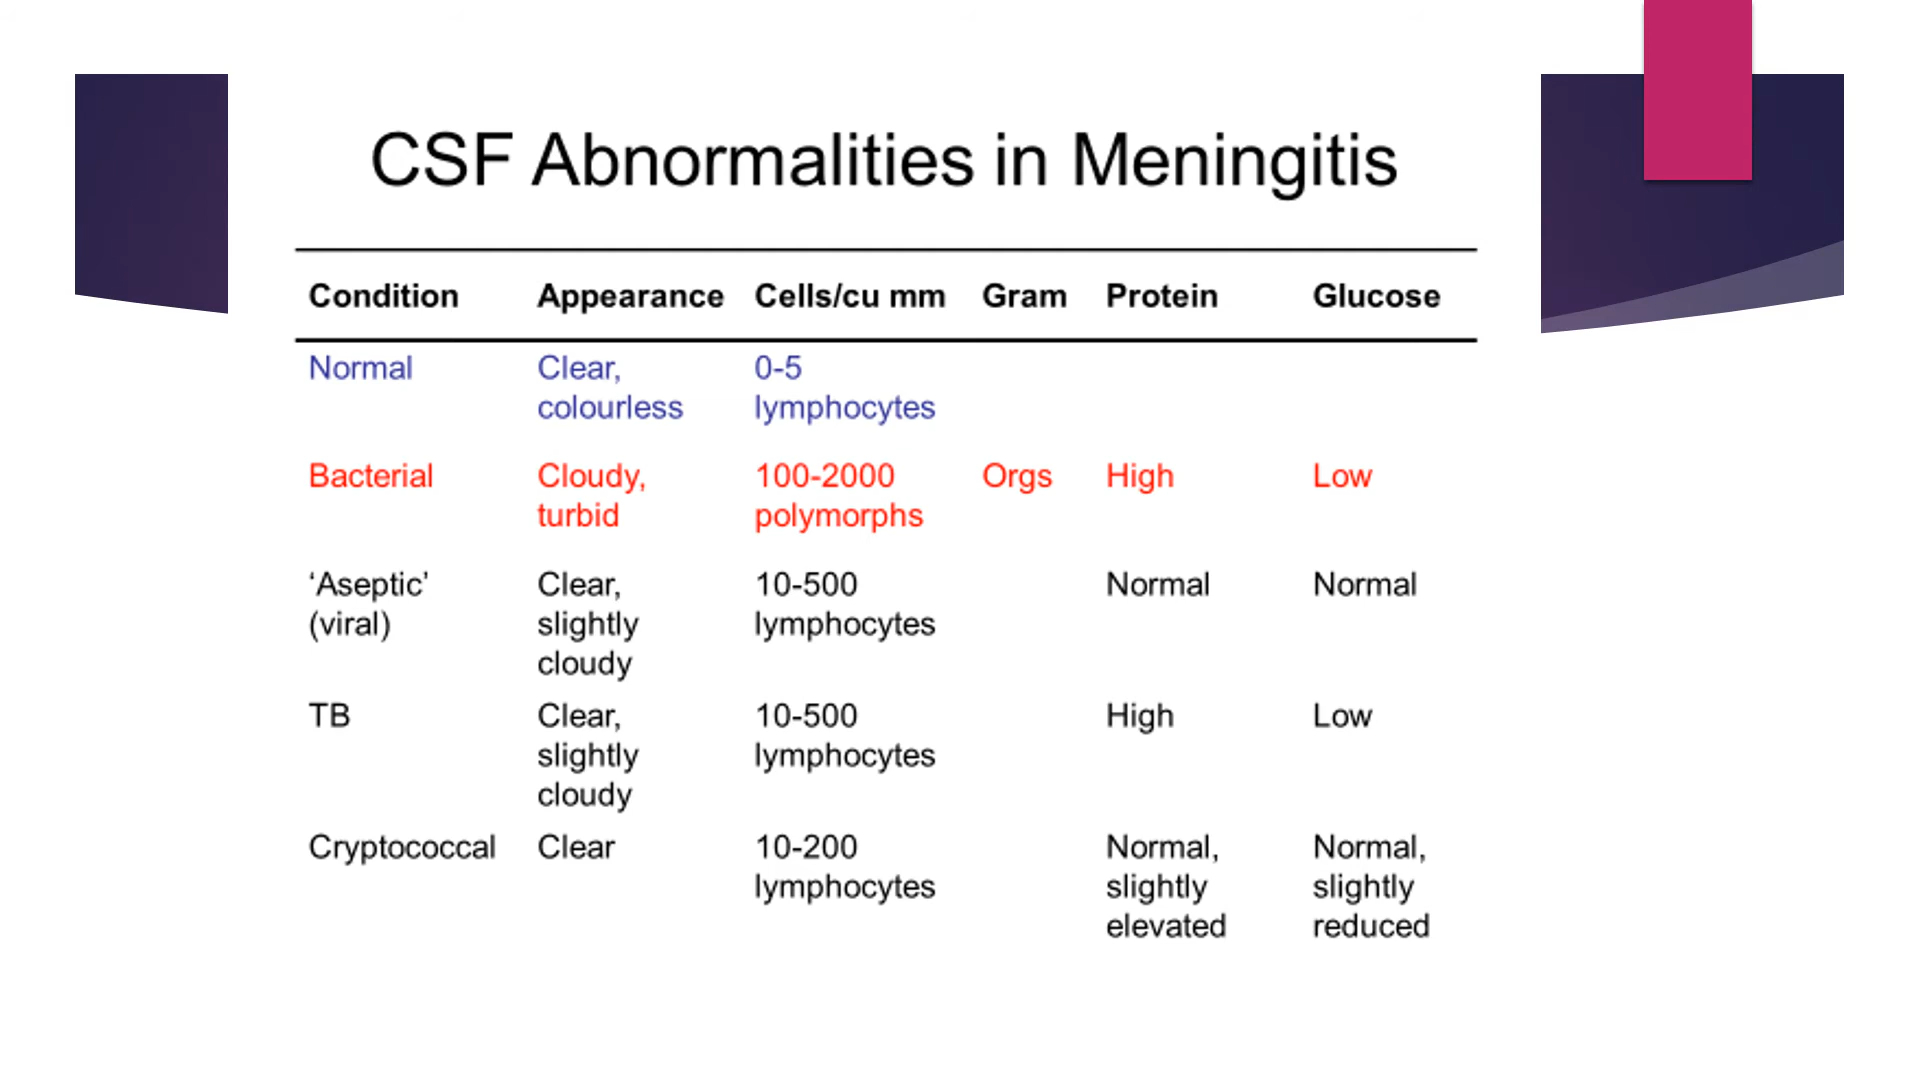 CSF Abnormalities in Meningitis
Condition Appearance Cells/cu mm Gram Protein Glucose
Normal Clear, 0-5
colourless lymphocytes
Bacterial Cloudy, 100-2000 Orgs High Low
turbid polymorphs
‘Aseptic’ Clear, 10-500 Normal Normal
(viral) slightly lymphocytes
cloudy
TB Clear, 10-500 High Low
slightly lymphocytes
cloudy
Cryptococcal Clear 10-200 Normal, Normal,
lymphocytes slightly slightly
elevated reduced